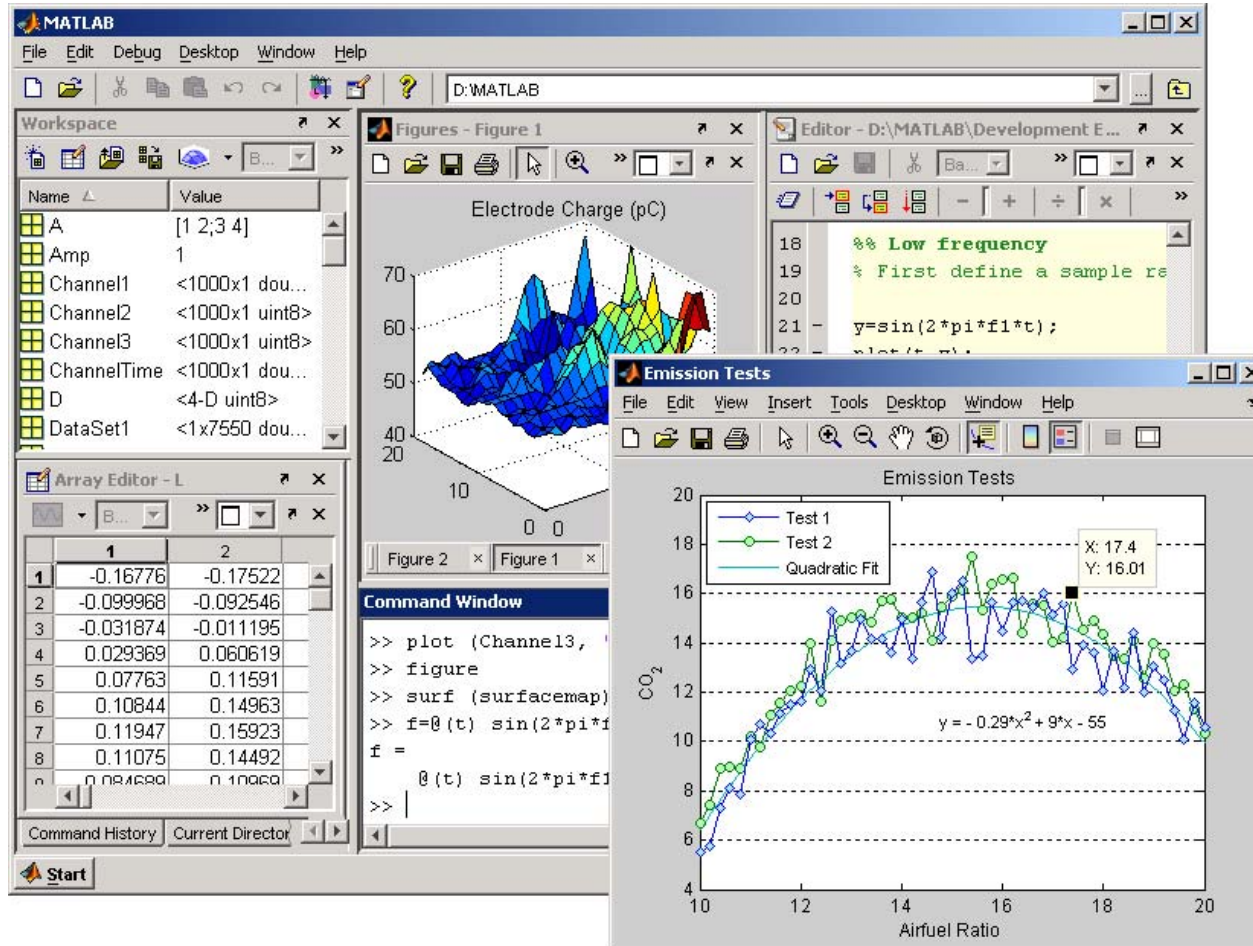 MATLAB
File Edit Debug Desktop Window Help
D:\MATLAB
Workspace
B...
Name Value
A [1 2;3 4]
Amp 1
Channel1 <1000x1 dou...
Channel2 <1000x1 uint8>
Channel3 <1000x1 uint8>
ChannelTime <1000x1 dou...
D <4-D uint8>
DataSet1 <1x7550 dou...
Array Editor - L
B...
1 2
1 -0.16776 -0.17522
2 -0.099968 -0.092546
3 -0.031874 -0.011195
4 0.029369 0.060619
5 0.07763 0.11591
6 0.10844 0.14963
7 0.11947 0.15923
8 0.11075 0.14492
0.084689 0.10969
Command History Current Director
Start
Figures - Figure 1
Electrode Charge (pC)
70
60
50
40
20
10
0 0
Figure 2 Figure 1
Command Window
>> plot (Channel3,
>> figure
>> surf (surfacemap)
>> f=@(t) sin(2*pi*f
f =
@(t) sin(2*pi*f1
>>
Editor - D:\MATLAB\Development E...
Ba...
18 %% Low frequency
19 % First define a sample ra
20
21 - y=sin(2*pi*f1*t);
22 - plot(t,y);
Emission Tests
File Edit View Insert Tools Desktop Window Help
Emission Tests
Test 1
Test 2
Quadratic Fit
X: 17.4
Y: 16.01
y = - 0.29*x² + 9*x - 55
CO₂
20
18
16
14
12
10
8
6
4
10 12 14 16 18 20
Airfuel Ratio